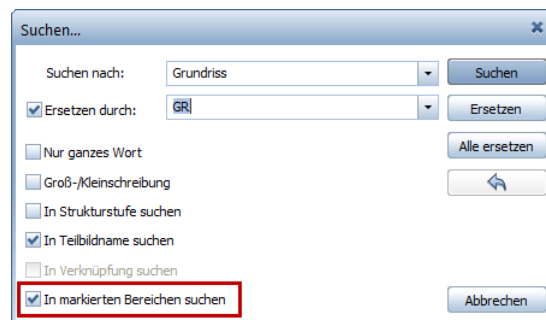 Suchen...
Suchen nach: Grundriss Suchen
Ersetzen durch: GR Ersetzen
Nur ganzes Wort Alle ersetzen
Groß-/Kleinschreibung
In Strukturstufe suchen
In Teilbildname suchen
In Verknüpfung suchen
In markierten Bereichen suchen Abbrechen